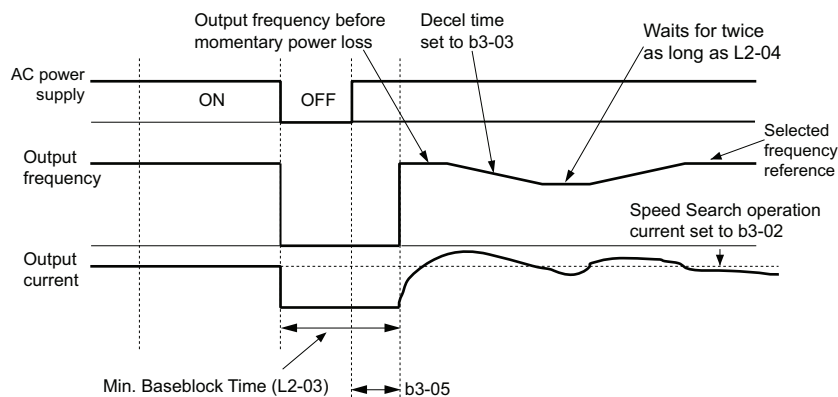 Output frequency before
momentary power loss
Decel time
set to b3-03
Waits for twice
as long as L2-04
AC power
supply
ON
OFF
Output
frequency
Selected
frequency
reference
Speed Search operation
current set to b3-02
Output
current
Min. Baseblock Time (L2-03)
b3-05